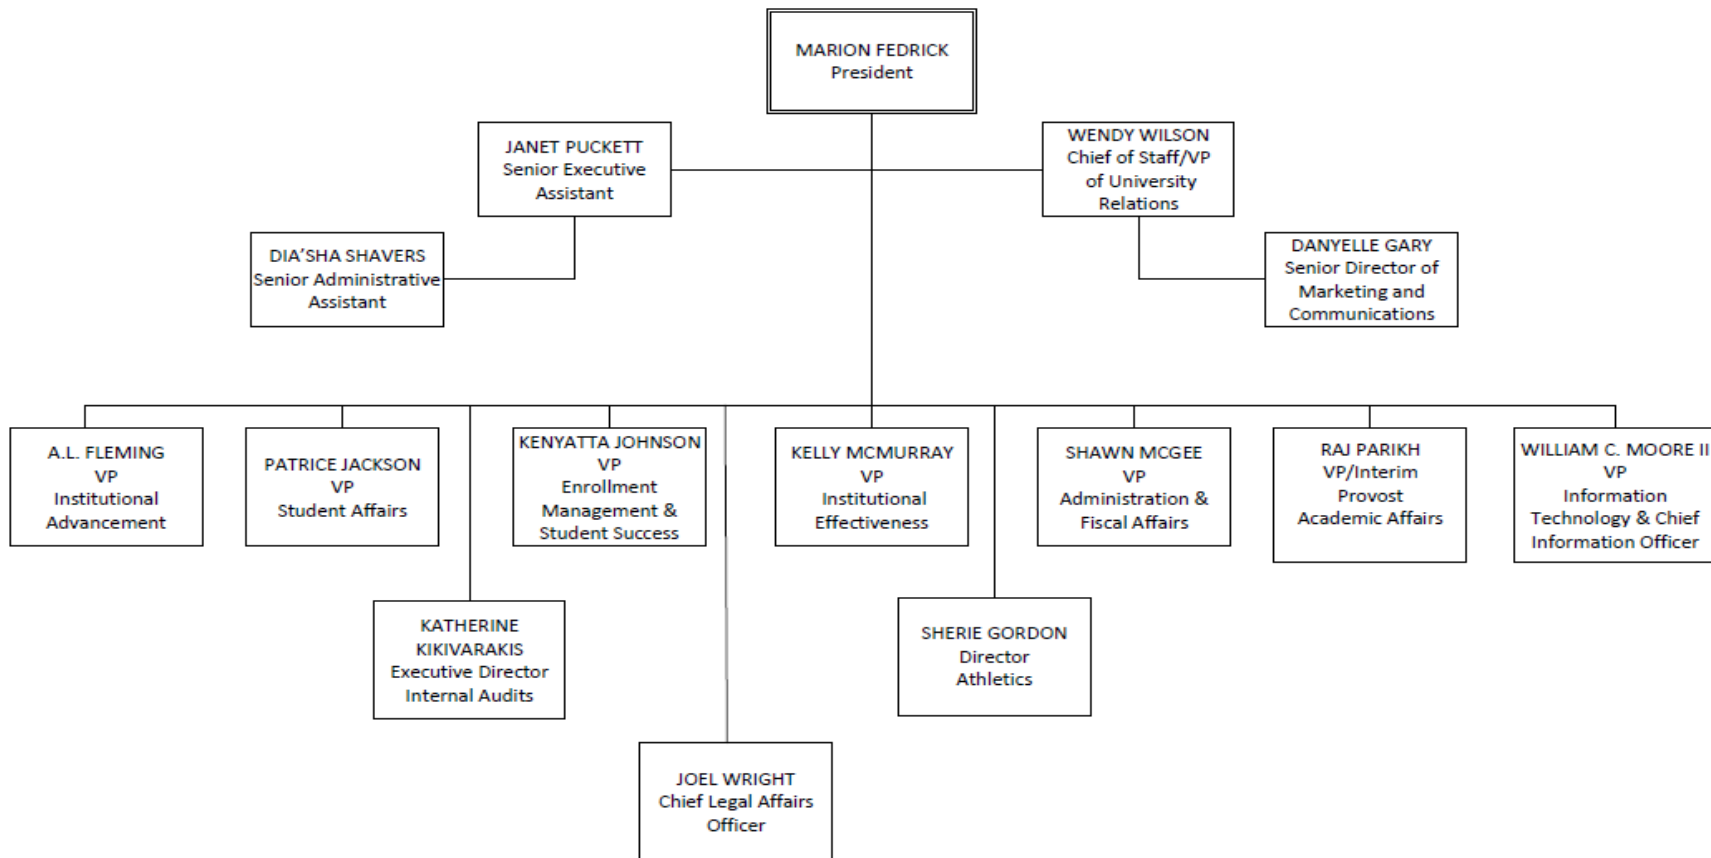 MARION FEDRICK
President
JANET PUCKETT
Senior Executive
Assistant
WENDY WILSON
Chief of Staff/VP
of University
Relations
DIA’SHA SHAVERS
Senior Administrative
Assistant
DANYELLE GARY
Senior Director of
Marketing and
Communications
A.L. FLEMING
VP
Institutional
Advancement
PATRICE JACKSON
VP
Student Affairs
KENYATTA JOHNSON
VP
Enrollment
Management &
Student Success
KELLY MCMURRAY
VP
Institutional
Effectiveness
SHAWN MCGEE
VP
Administration &
Fiscal Affairs
RAJ PARIKH
VP/Interim
Provost
Academic Affairs
WILLIAM C. MOORE II
VP
Information
Technology & Chief
Information Officer
KATHERINE
KIKIVARAKIS
Executive Director
Internal Audits
SHERIE GORDON
Director
Athletics
JOEL WRIGHT
Chief Legal Affairs
Officer